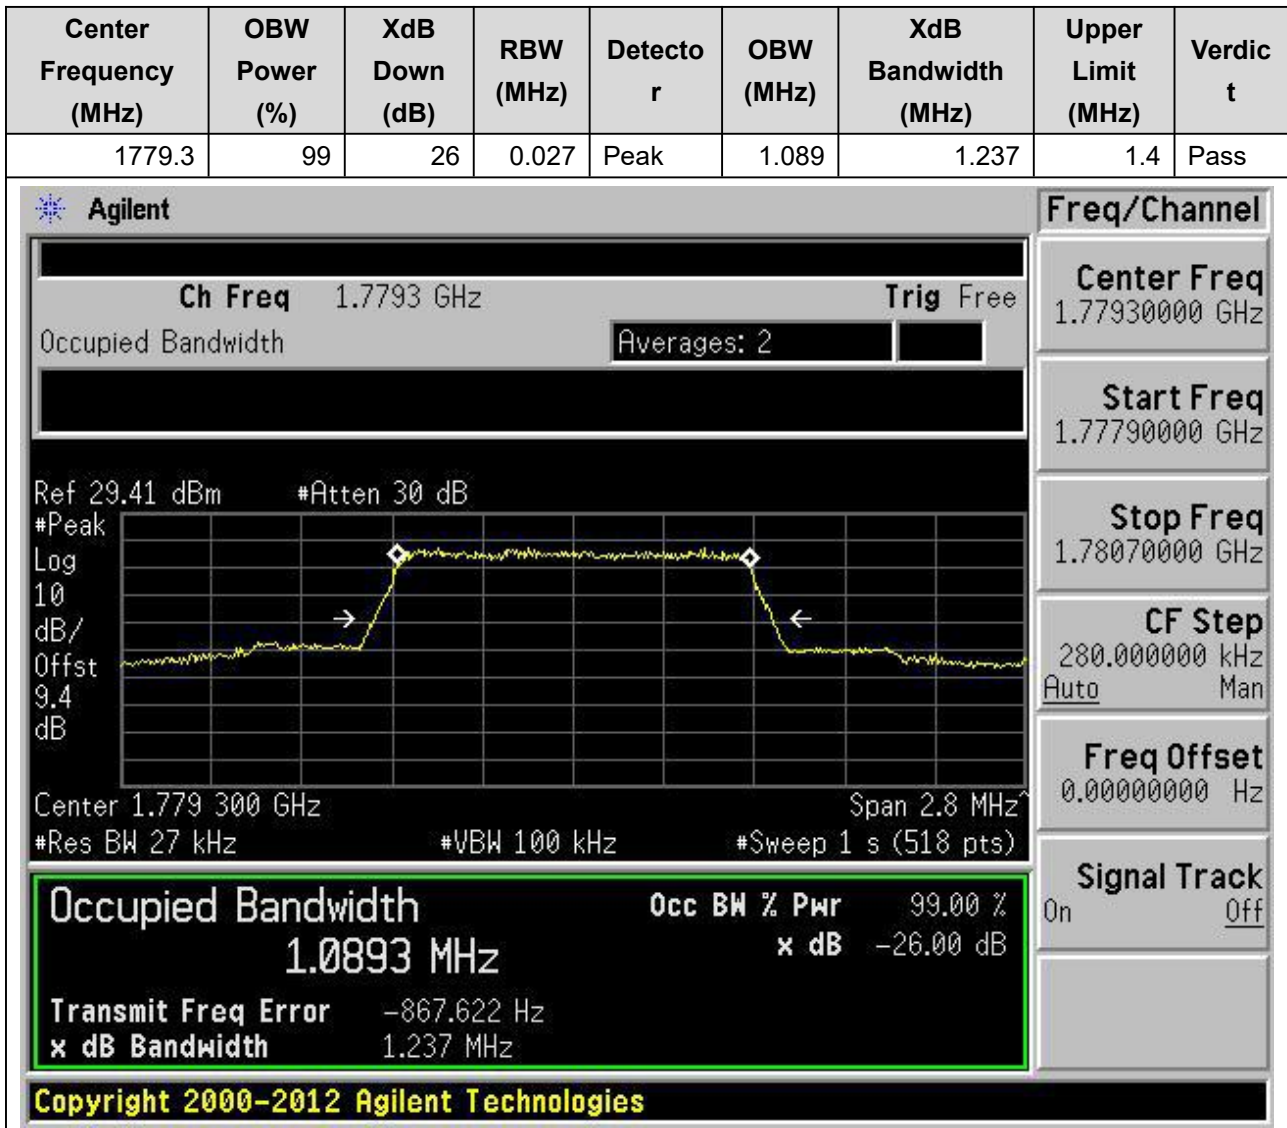 Center Frequency (MHz) OBW Power (%) XdB Down (dB) RBW (MHz) Detector OBW (MHz) XdB Bandwidth (MHz) Upper Limit (MHz) Verdict
1779.3 99 26 0.027 Peak 1.089 1.237 1.4 Pass
Agilent
Freq/Channel
Ch Freq 1.7793 GHz Trig Free
Occupied Bandwidth Averages: 2
Center Freq
1.77930000 GHz
Start Freq
1.77790000 GHz
Stop Freq
1.78070000 GHz
CF Step
280.000000 kHz
Auto Man
Freq Offset
0.00000000 Hz
Signal Track
On Off
Ref 29.41 dBm #Atten 30 dB
#Peak
Log
10
dB/
Offst
9.4
dB
Center 1.779 300 GHz Span 2.8 MHz^
#Res BW 27 kHz #VBW 100 kHz #Sweep 1 s (518 pts)
Occupied Bandwidth Occ BW % Pwr 99.00 %
1.0893 MHz x dB -26.00 dB
Transmit Freq Error -867.622 Hz
x dB Bandwidth 1.237 MHz
Copyright 2000-2012 Agilent Technologies